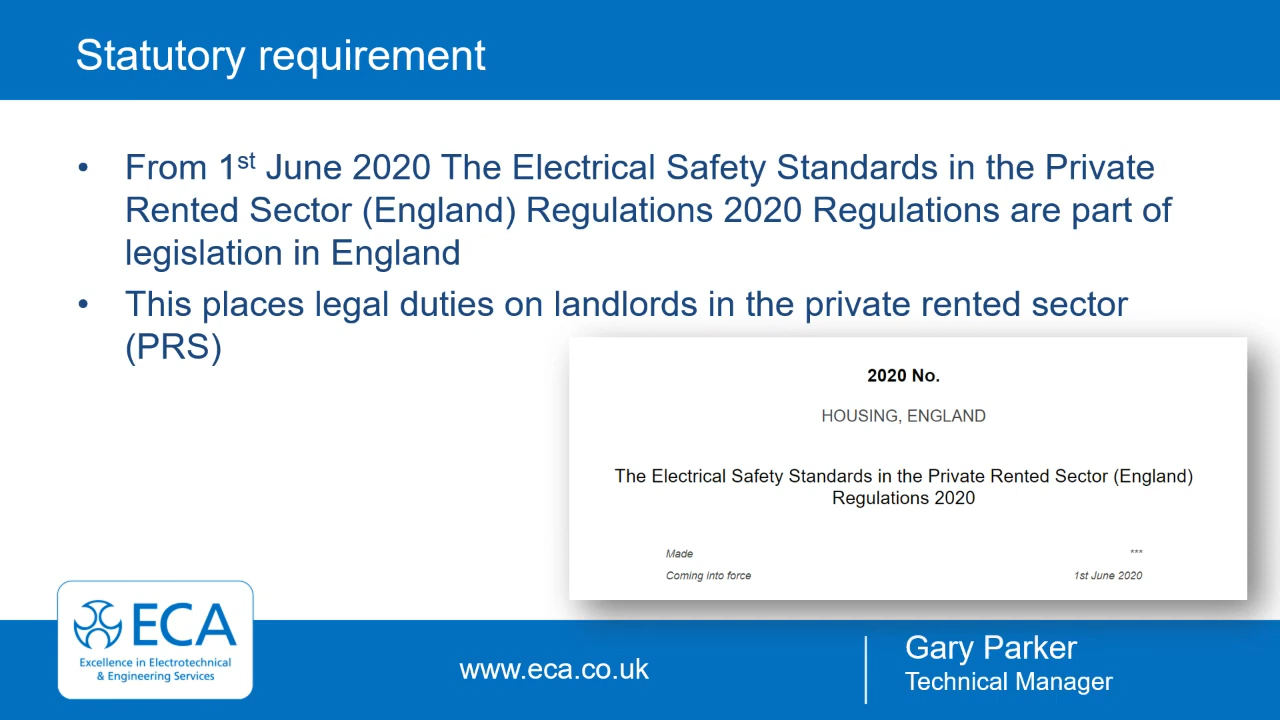 Statutory requirement
• From 1st June 2020 The Electrical Safety Standards in the Private
Rented Sector (England) Regulations 2020 Regulations are part of
legislation in England
• This places legal duties on landlords in the private rented sector
(PRS)
2020 No.
HOUSING, ENGLAND
The Electrical Safety Standards in the Private Rented Sector (England)
Regulations 2020
Made ***
Coming into force 1st June 2020
ECA
Excellence in Electrotechnical
& Engineering Services
www.eca.co.uk
Gary Parker
Technical Manager